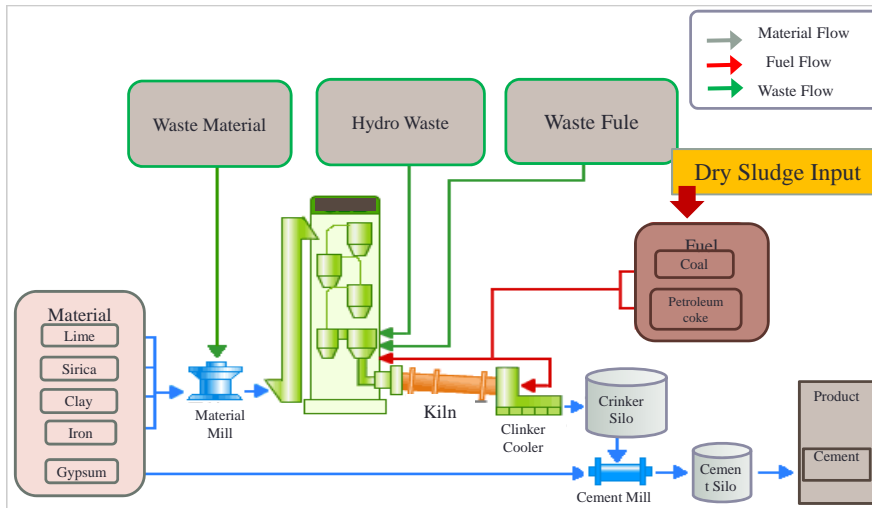 Material Flow
Fuel Flow
Waste Flow
Waste Material
Hydro Waste
Waste Fule
Dry Sludge Input
Fuel
Coal
Petroleum
coke
Material
Lime
Sirica
Clay
Iron
Gypsum
Material
Mill
Kiln
Clinker
Cooler
Crinker
Silo
Cement Mill
Cemen
t Silo
Product
Cement